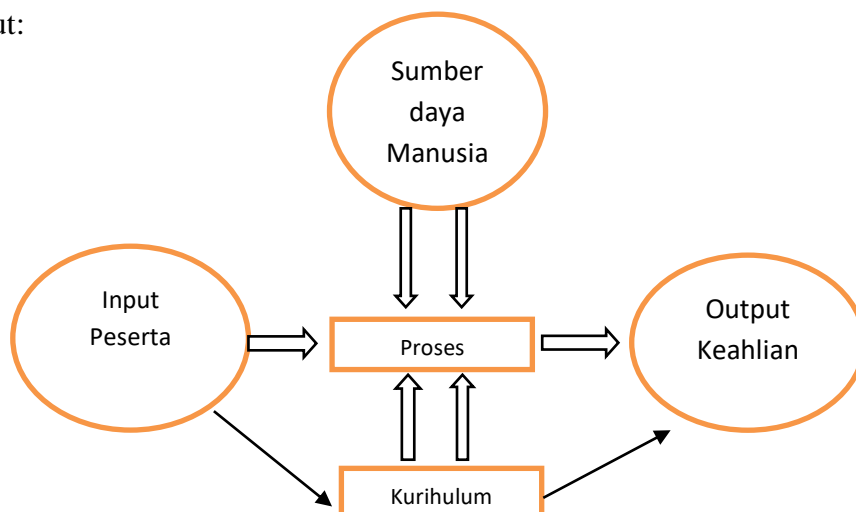 ut:
Sumber
daya
Manusia
Input
Peserta
Proses
Output
Keahlian
Kurihulum